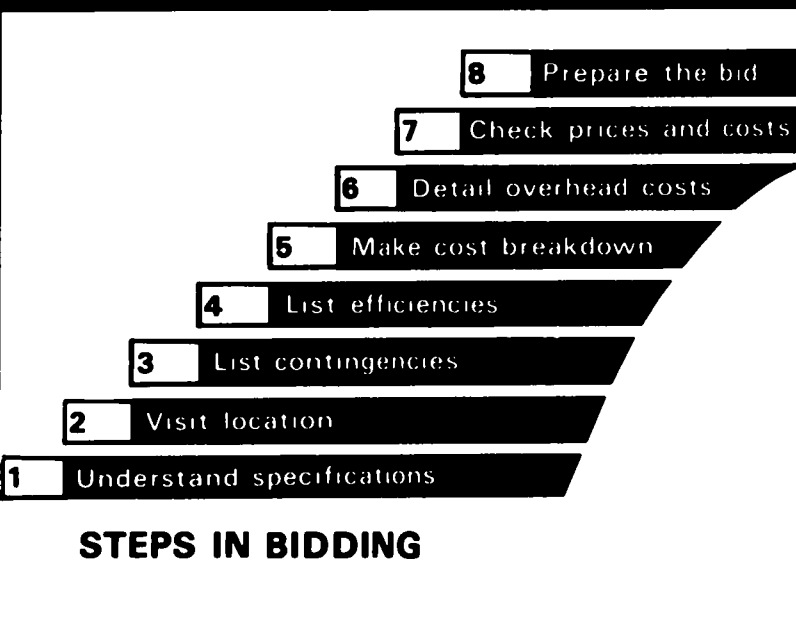 8 Prepare the bid
7 Check prices and costs
6 Detail overhead costs
5 Make cost breakdown
4 List efficiencies
3 List contingencies
2 Visit location
1 Understand specifications
STEPS IN BIDDING